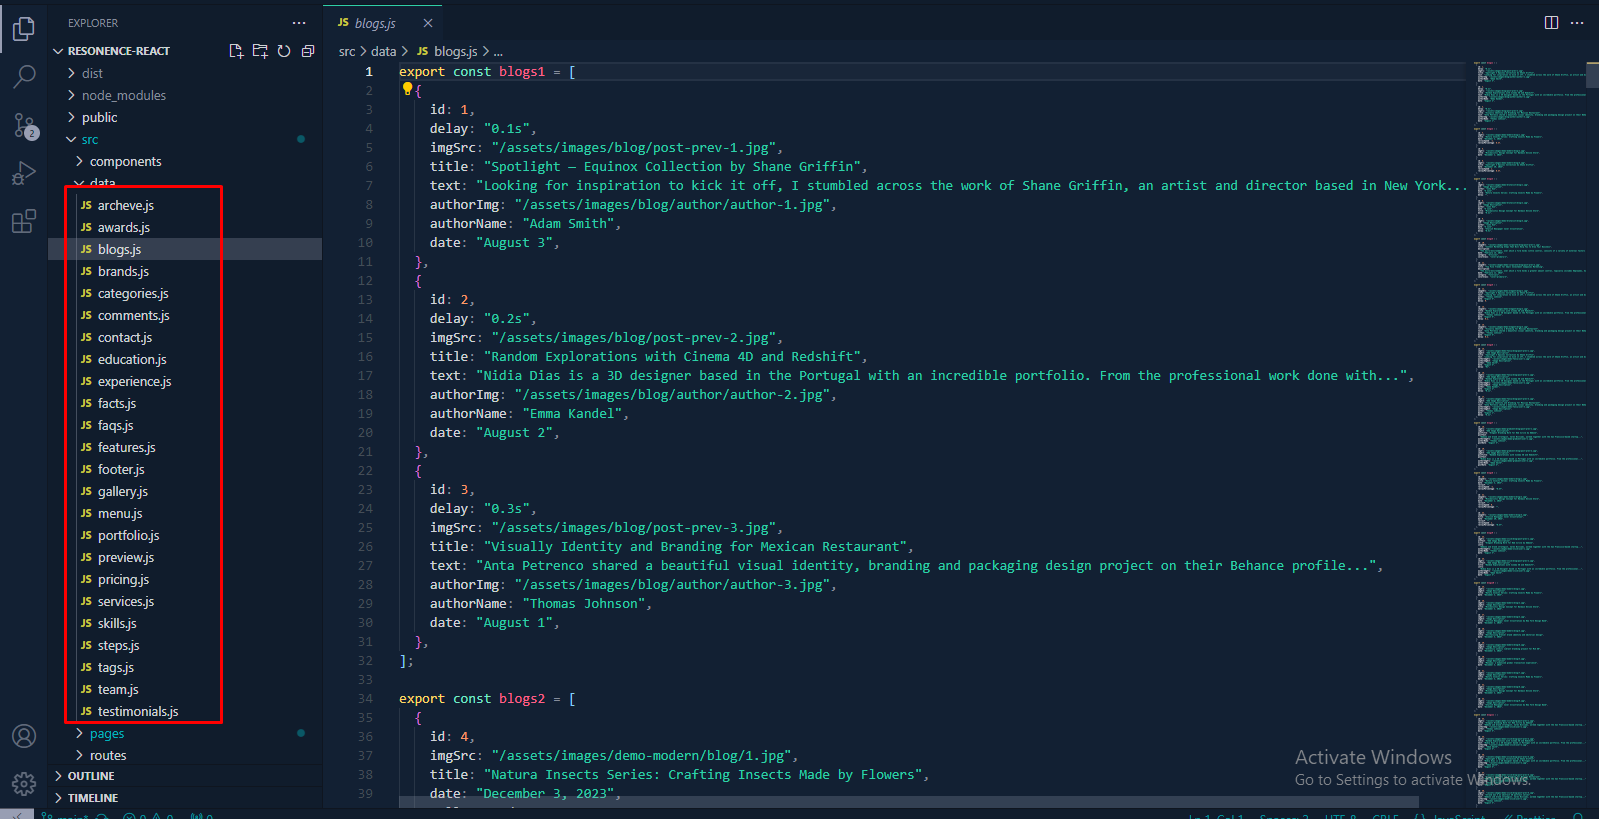 EXPLORER
RESONENCE-REACT
dist
node_modules
public
src
components
data
JS archeve.js
JS awards.js
JS blogs.js
JS brands.js
JS categories.js
JS comments.js
JS contact.js
JS education.js
JS experience.js
JS facts.js
JS faqs.js
JS features.js
JS footer.js
JS gallery.js
JS menu.js
JS portfolio.js
JS preview.js
JS pricing.js
JS services.js
JS skills.js
JS steps.js
JS tags.js
JS team.js
JS testimonials.js
pages
routes
OUTLINE
TIMELINE
2
JS blogs.js
src > data > JS blogs.js > ...
1 export const blogs1 = [
2 {
3 id: 1,
4 delay: "0.1s",
5 imgSrc: "/assets/images/blog/post-prev-1.jpg",
6 title: "Spotlight — Equinox Collection by Shane Griffin",
7 text: "Looking for inspiration to kick it off, I stumbled across the work of Shane Griffin, an artist and director based in New York...
8 authorImg: "/assets/images/blog/author/author-1.jpg",
9 authorName: "Adam Smith",
10 date: "August 3",
11 },
12 {
13 id: 2,
14 delay: "0.2s",
15 imgSrc: "/assets/images/blog/post-prev-2.jpg",
16 title: "Random Explorations with Cinema 4D and Redshift",
17 text: "Nidia Dias is a 3D designer based in the Portugal with an incredible portfolio. From the professional work done with...",
18 authorImg: "/assets/images/blog/author/author-2.jpg",
19 authorName: "Emma Kandel",
20 date: "August 2",
21 },
22 {
23 id: 3,
24 delay: "0.3s",
25 imgSrc: "/assets/images/blog/post-prev-3.jpg",
26 title: "Visually Identity and Branding for Mexican Restaurant",
27 text: "Anta Petrenco shared a beautiful visual identity, branding and packaging design project on their Behance profile...",
28 authorImg: "/assets/images/blog/author/author-3.jpg",
29 authorName: "Thomas Johnson",
30 date: "August 1",
31 },
32 ];
33
34 export const blogs2 = [
35 {
36 id: 4,
37 imgSrc: "/assets/images/demo-modern/blog/1.jpg",
38 title: "Natura Insects Series: Crafting Insects Made by Flowers",
39 date: "December 3, 2023",
Activate Windows
Go to Settings to activate Windows.